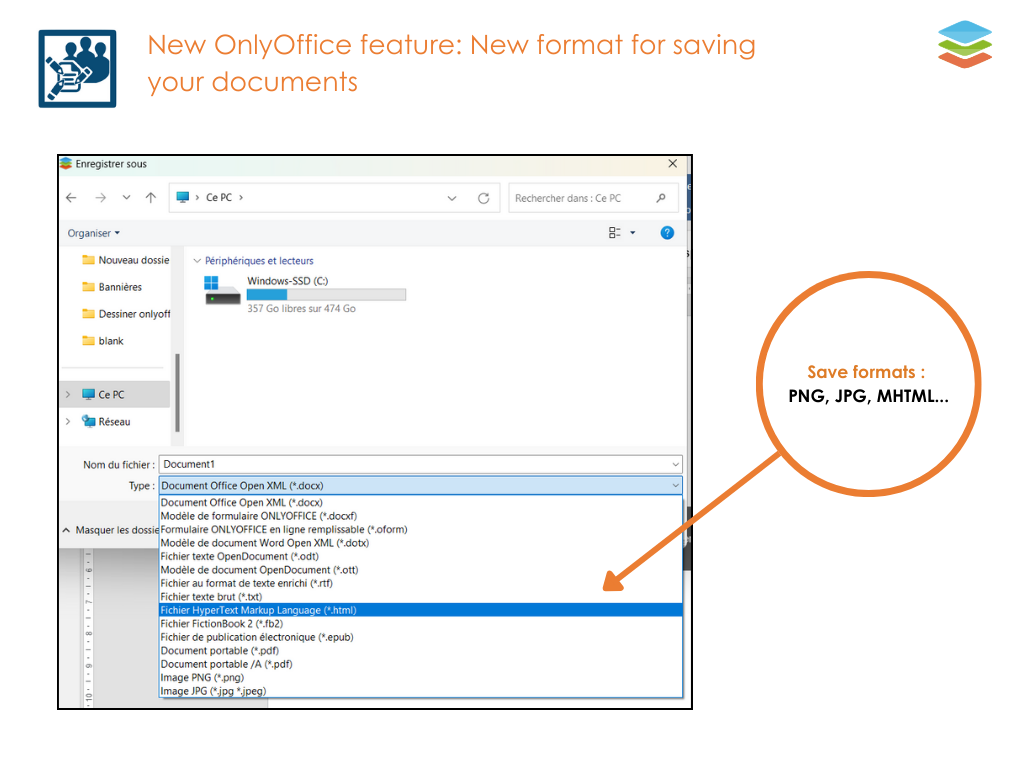 New OnlyOffice feature: New format for saving
your documents
Enregistrer sous
Ce PC
Rechercher dans : Ce PC
Organiser
Nouveau dossie
Bannières
Dessiner onlyoff
blank
Ce PC
Réseau
Périphériques et lecteurs
Windows-SSD (C:)
357 Go libres sur 474 Go
Save formats :
PNG, JPG, MHTML...
Nom du fichier : Document1
Type : Document Office Open XML (*.docx)
Masquer les dossie
Document Office Open XML (*.docx)
Modèle de formulaire ONLYOFFICE (*.docxf)
Formulaire ONLYOFFICE en ligne remplissable (*.oform)
Modèle de document Word Open XML (*.dotx)
Fichier texte OpenDocument (*.odt)
Modèle de document OpenDocument (*.ott)
Fichier au format de texte enrichi (*.rtf)
Fichier texte brut (*.txt)
Fichier HyperText Markup Language (*.html)
Fichier FictionBook 2 (*.fb2)
Fichier de publication électronique (*.epub)
Document portable (*.pdf)
Document portable /A (*.pdf)
Image PNG (*.png)
Image JPG (*.jpg *.jpeg)
6
7
8
9
10